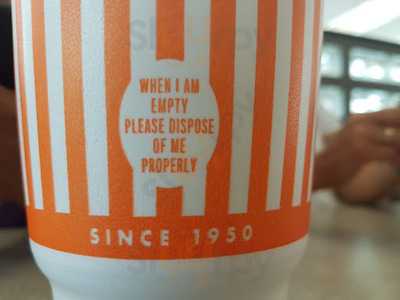 WHEN I AM
EMPTY
PLEASE DISPOSE
OF ME
PROPERLY
SINCE 1950